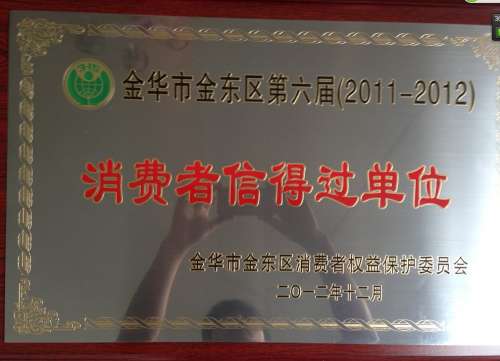 金华市金东区第六届(2011-2012)
消费者信得过单位
金华市金东区消费者权益保护委员会
二〇一二年十二月